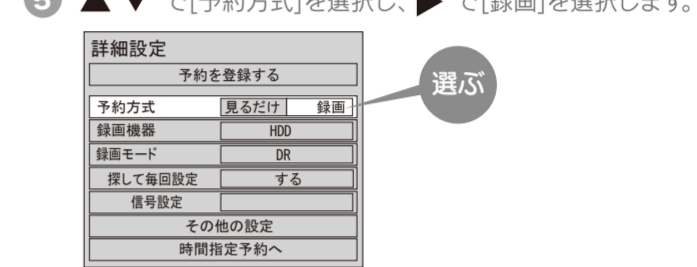 5 ▲▼ で[予約方式]を選択し、▶ で[録画]を選択します。
詳細設定
予約を登録する
予約方式 見るだけ 録画
選ぶ
録画機器 HDD
録画モード DR
探して毎回設定 する
信号設定
その他の設定
時間指定予約へ